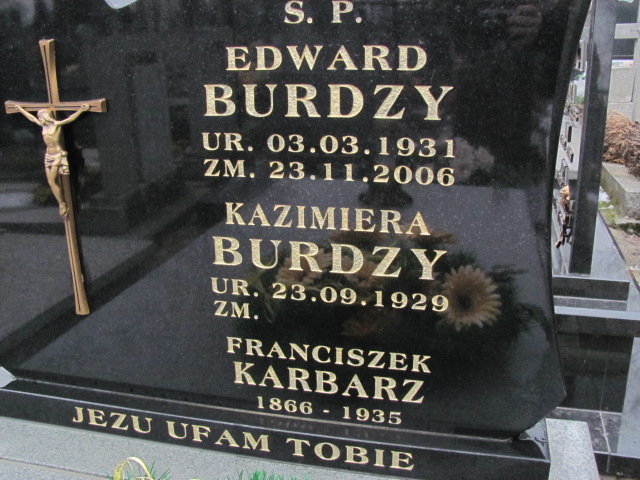 S. P.
EDWARD
BURDZY
UR. 03.03.1931
ZM. 23.11.2006
KAZIMIERA
BURDZY
UR. 23.09.1929
ZM.
FRANCISZEK
KARBARZ
1866 - 1935
JEZU UFAM TOBIE